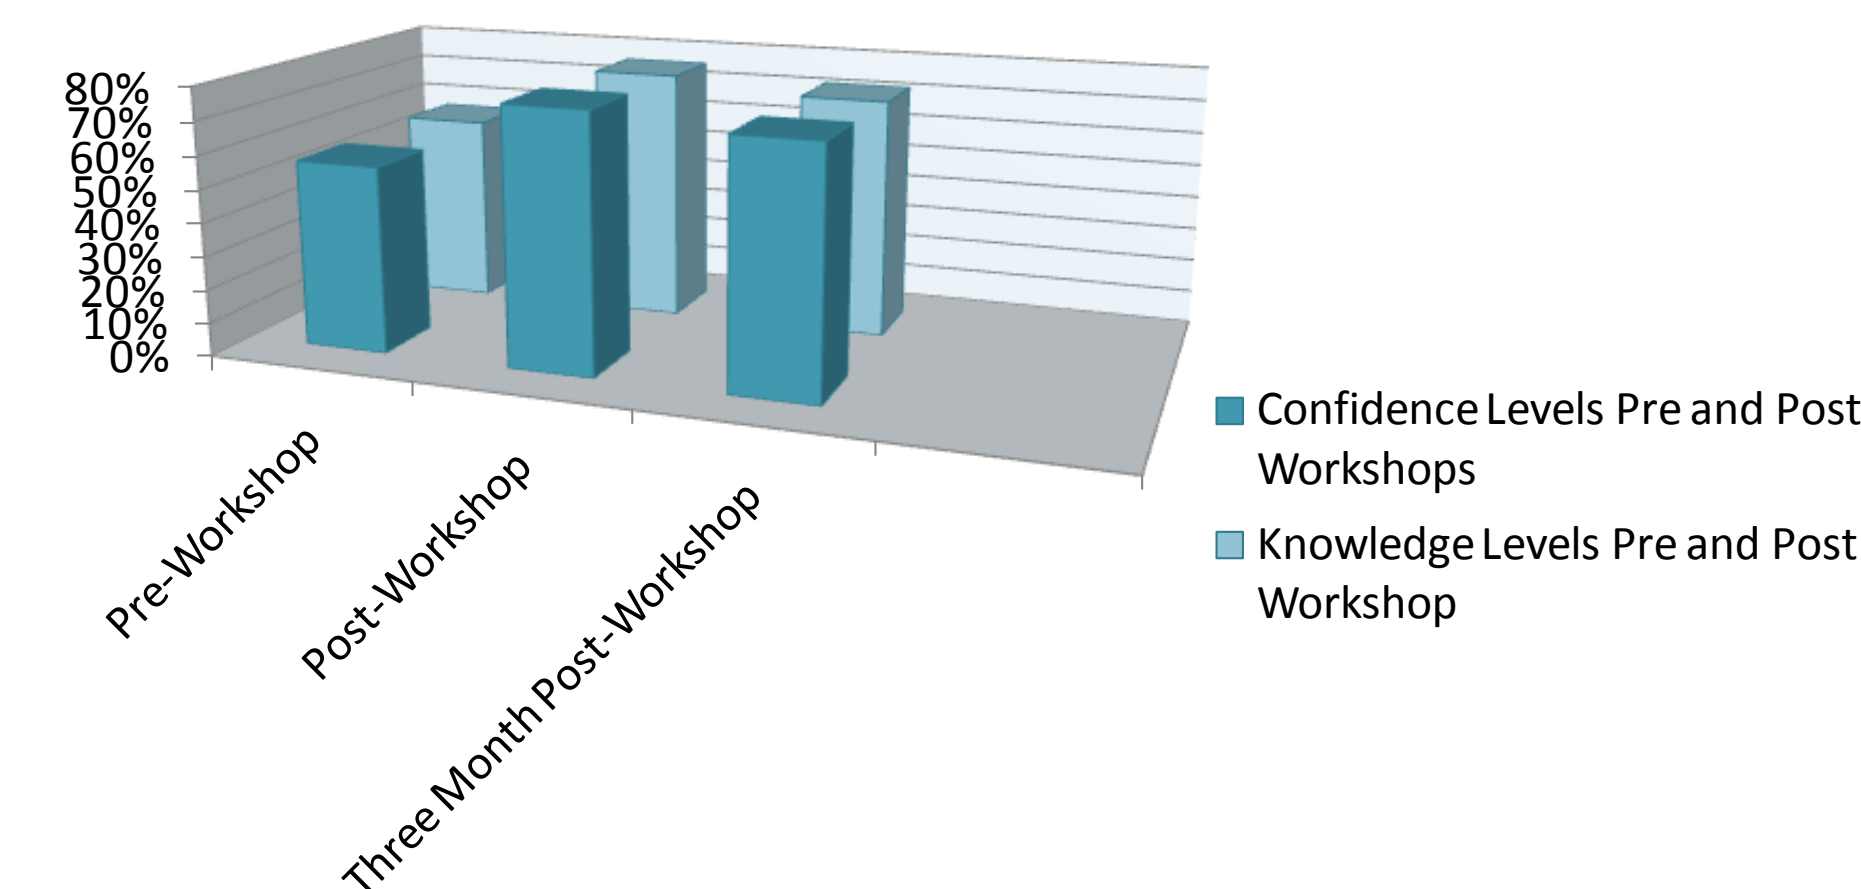 80%
70%
60%
50%
40%
30%
20%
10%
0%
Pre-Workshop
Post-Workshop
Three Month Post-Workshop
Confidence Levels Pre and Post
Workshops
Knowledge Levels Pre and Post
Workshop